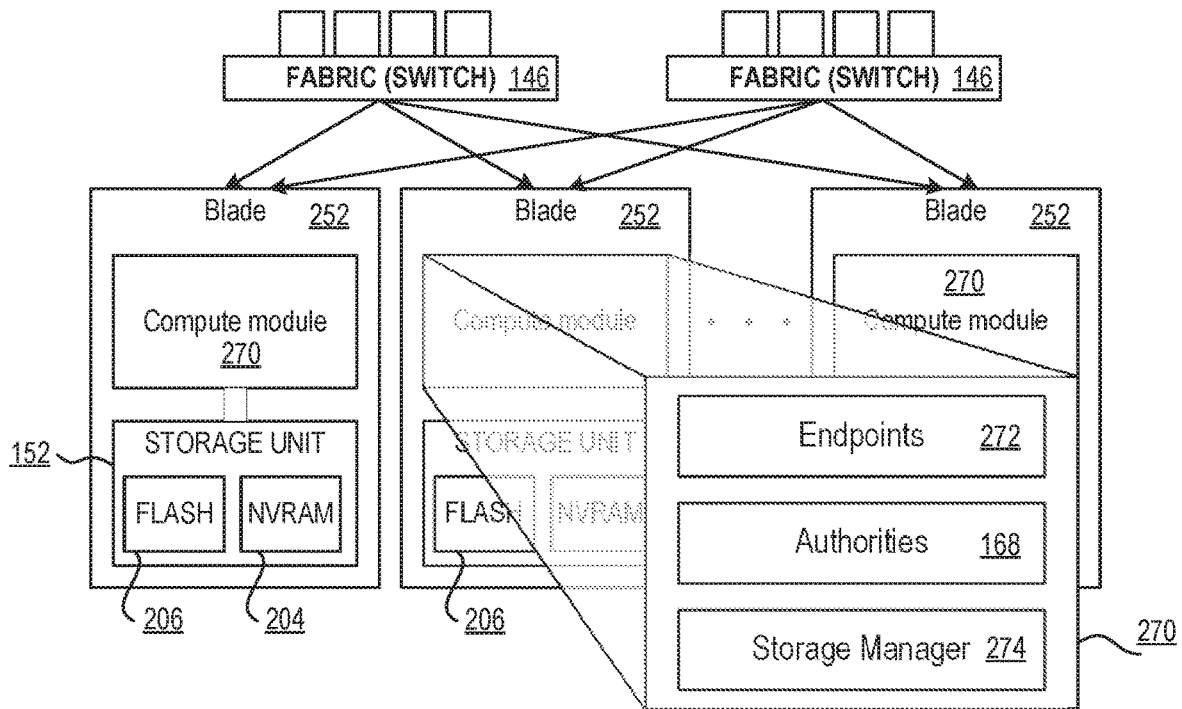 FABRIC (SWITCH) 146
FABRIC (SWITCH) 146
Blade 252
Blade 252
Blade 252
Compute module
270
Compute module
. . .
270
Compute module
152
STORAGE UNIT
FLASH
NVRAM
206
204
STORAGE UNIT
FLASH
NVRAM
206
Endpoints 272
Authorities 168
Storage Manager 274
270